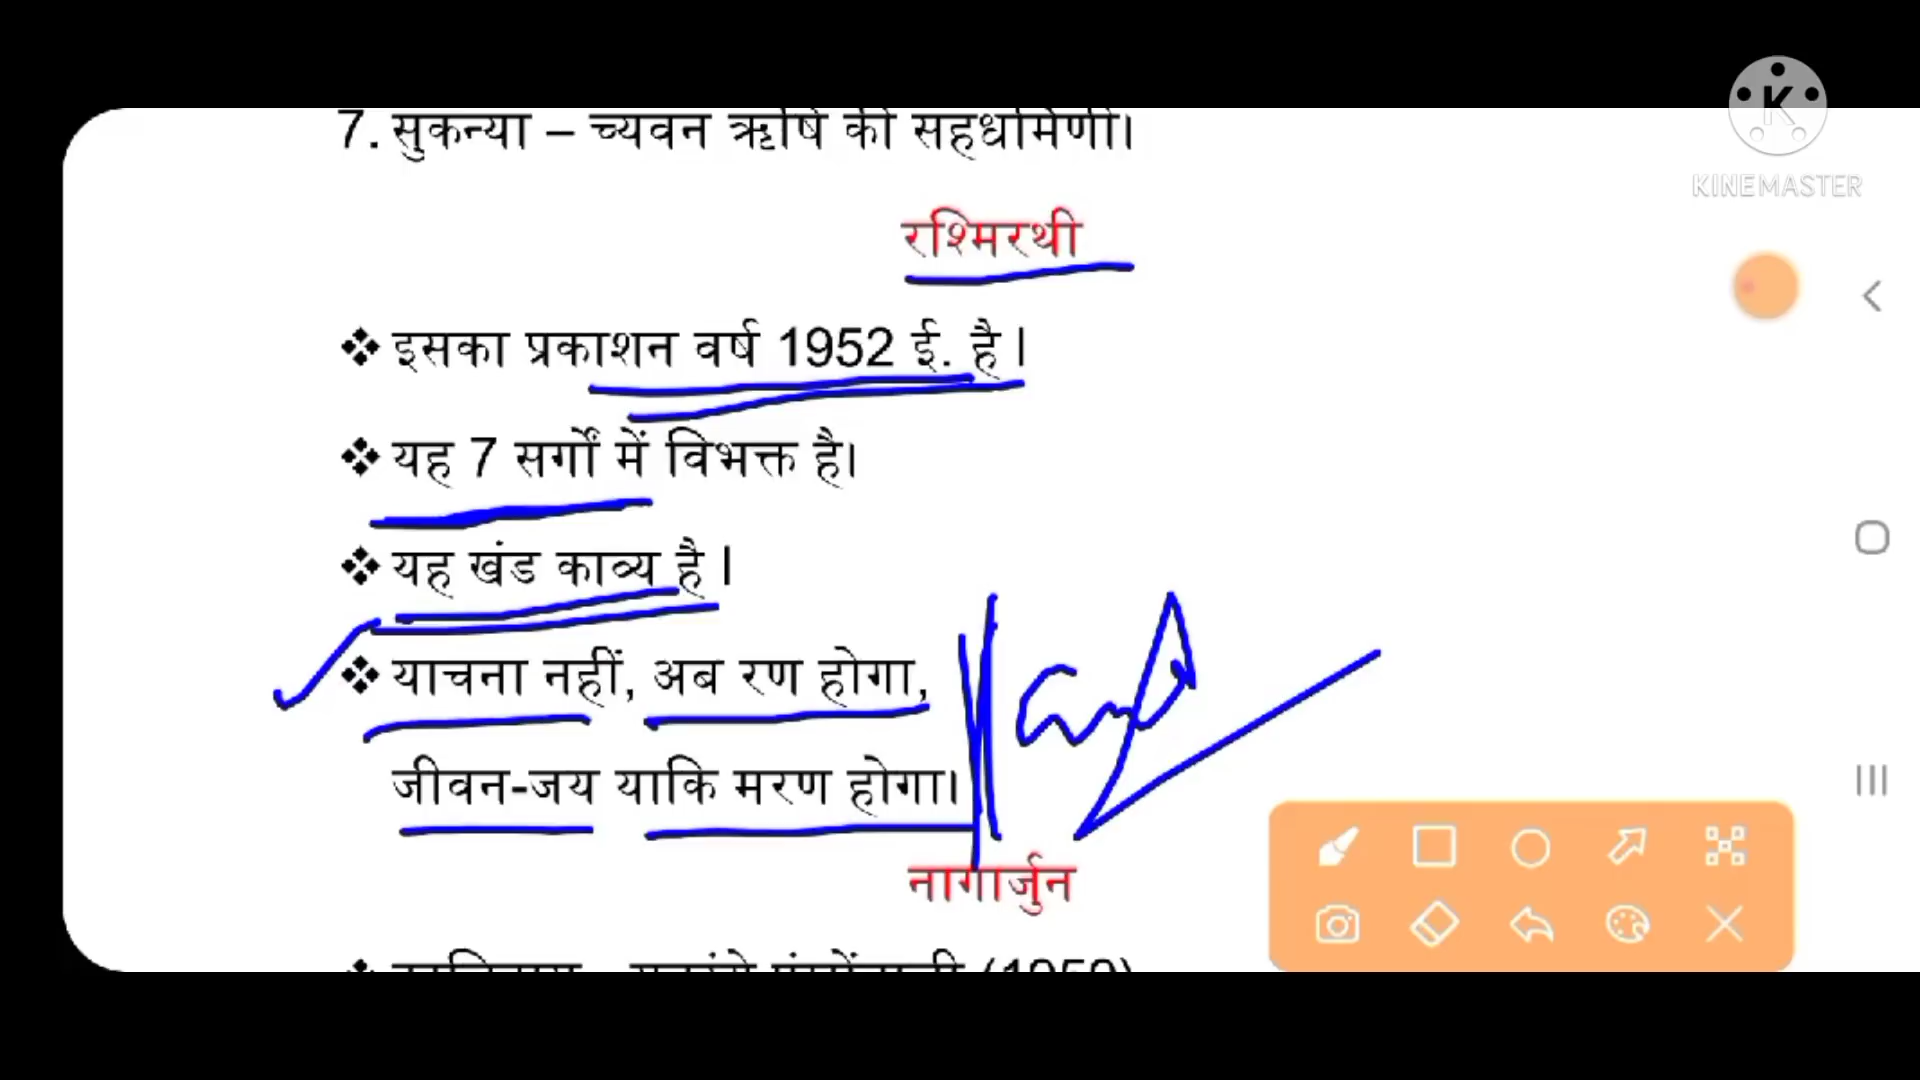 7. सुकन्या – च्यवन ऋषि की सहधर्मिणी।
KINEMASTER
रश्मिरथी
❖ इसका प्रकाशन वर्ष 1952 ई. है।
❖ यह 7 सर्गों में विभक्त है।
❖ यह खंड काव्य है।
❖ याचना नहीं, अब रण होगा,
जीवन-जय याकि मरण होगा।
नागार्जुन